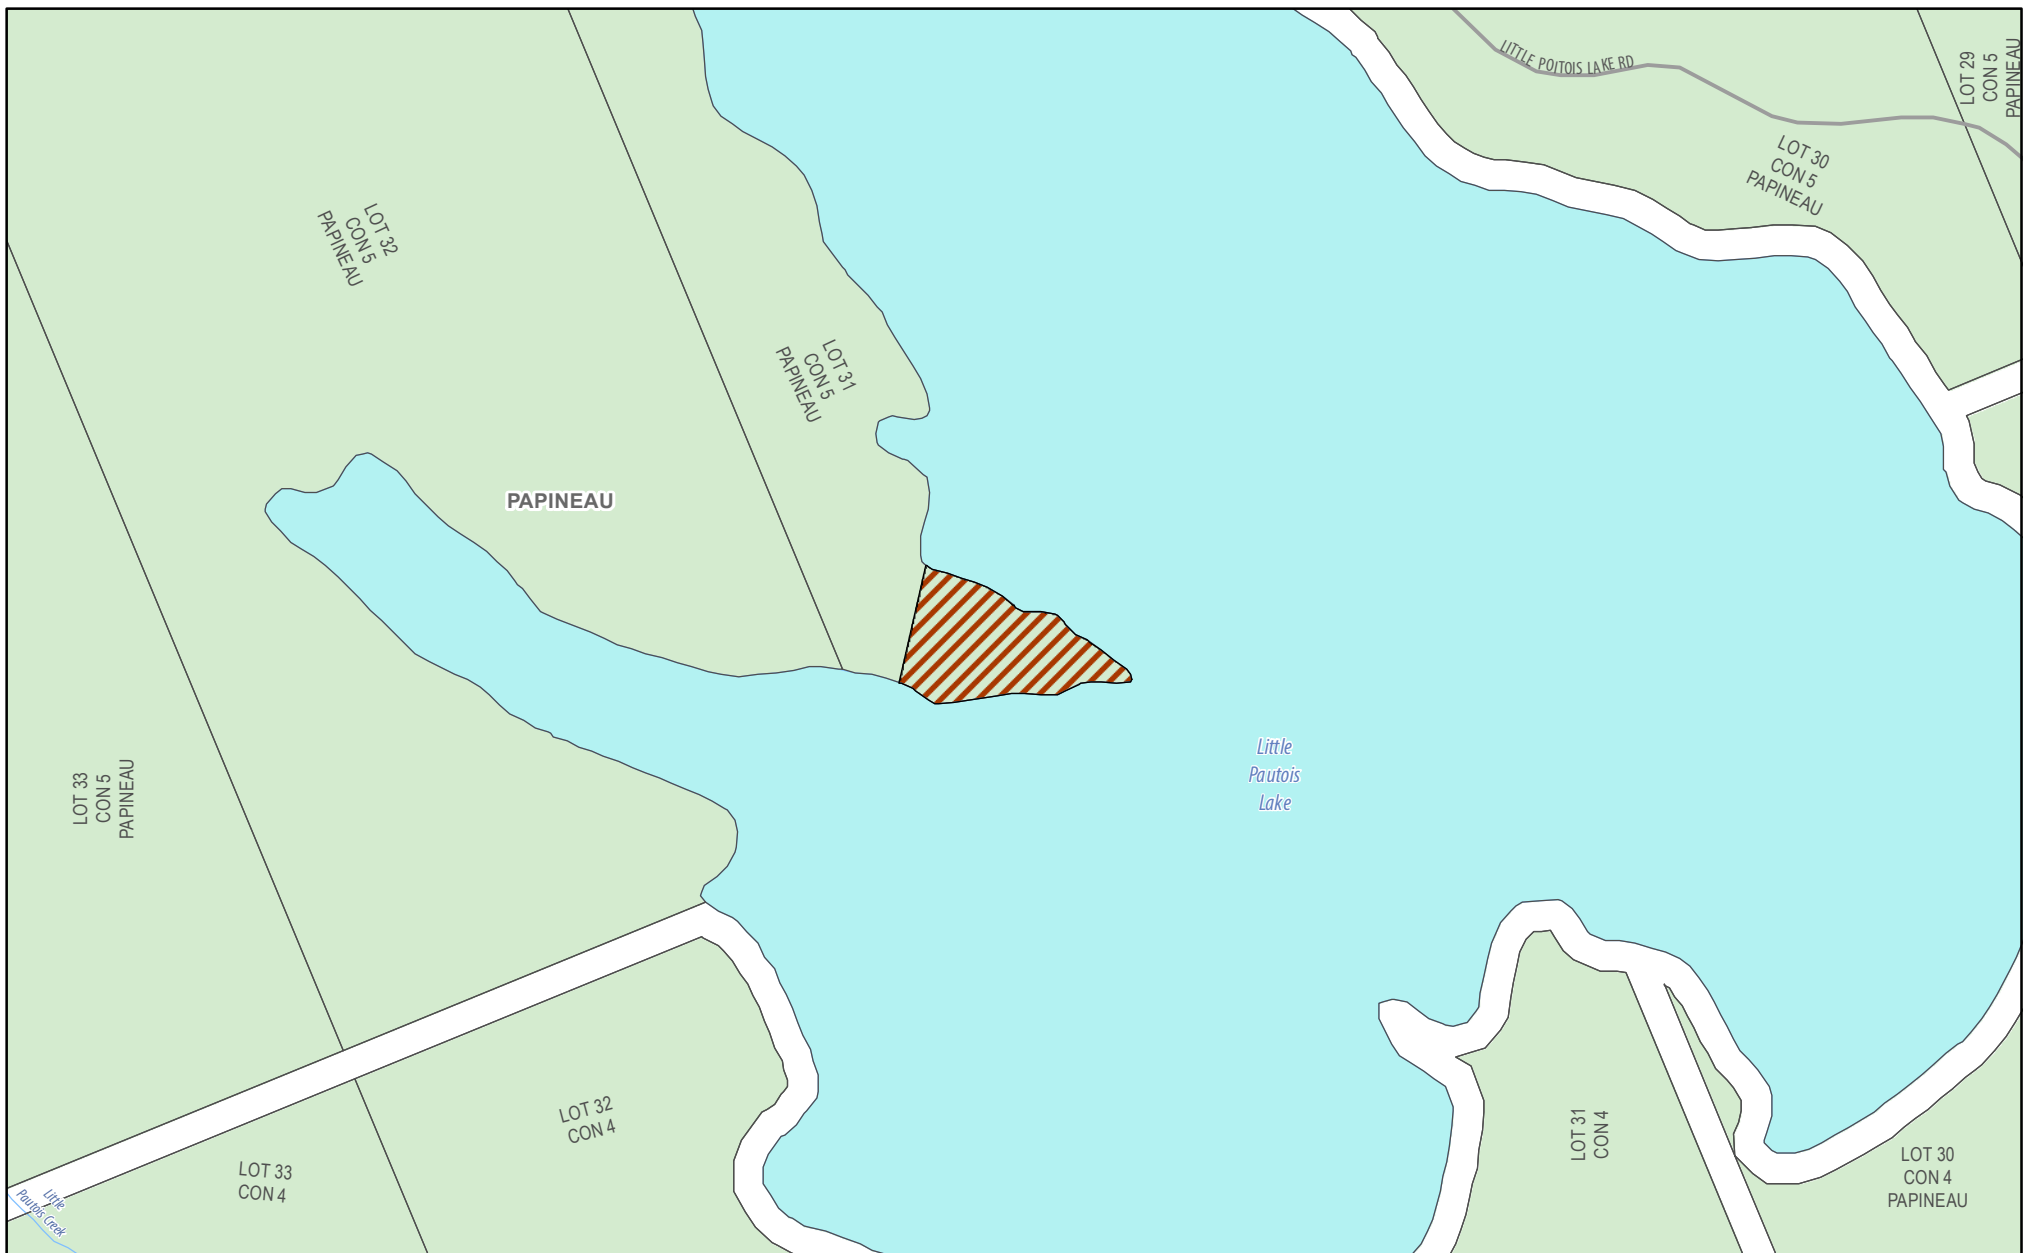 LITTLE POITOIS LAKE RD
LOT 29
CON 5
PAPINEAU
LOT 30
CON 5
PAPINEAU
LOT 32
CON 5
PAPINEAU
LOT 31
CON 5
PAPINEAU
PAPINEAU
LOT 33
CON 5
PAPINEAU
Little
Pautois
Lake
LOT 32
CON 4
LOT 31
CON 4
LOT 33
CON 4
LOT 30
CON 4
PAPINEAU
Little
Pautois Creek